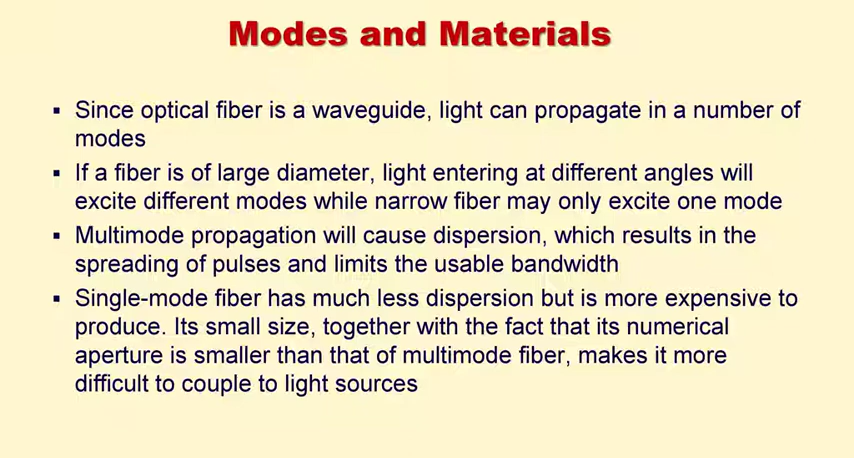 Modes and Materials
▪ Since optical fiber is a waveguide, light can propagate in a number of
modes
▪ If a fiber is of large diameter, light entering at different angles will
excite different modes while narrow fiber may only excite one mode
▪ Multimode propagation will cause dispersion, which results in the
spreading of pulses and limits the usable bandwidth
▪ Single-mode fiber has much less dispersion but is more expensive to
produce. Its small size, together with the fact that its numerical
aperture is smaller than that of multimode fiber, makes it more
difficult to couple to light sources